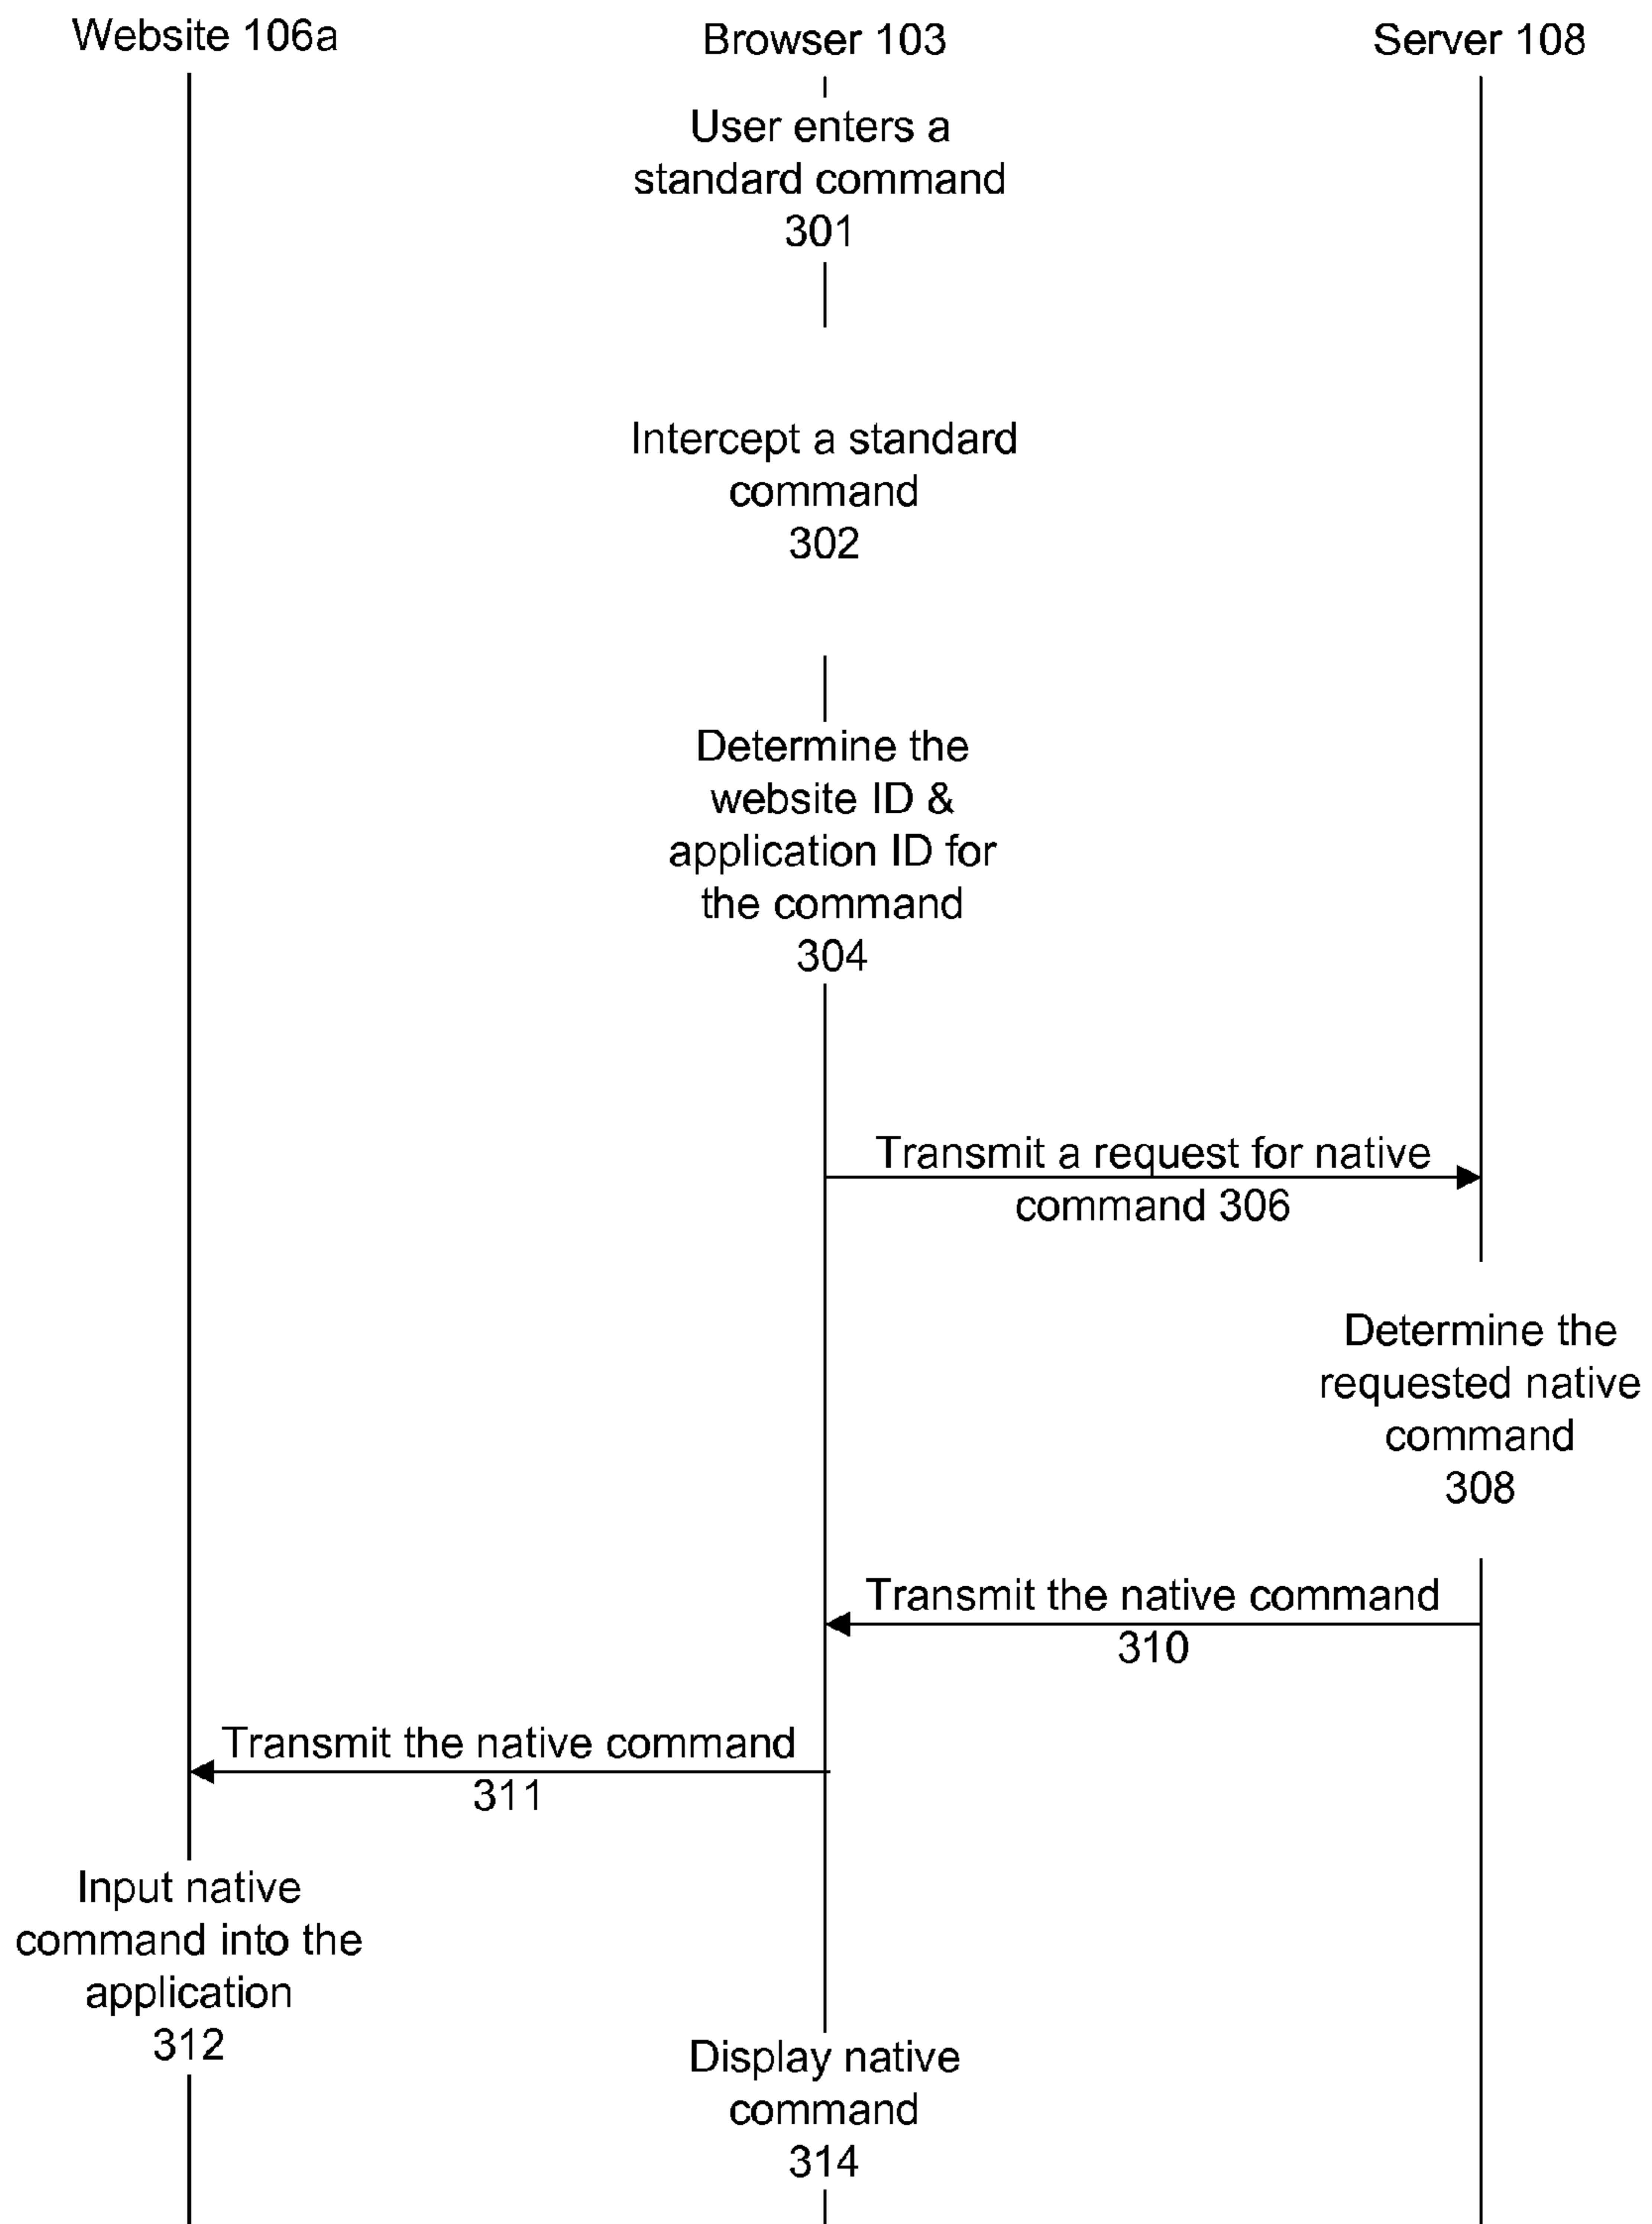 Website 106a
Browser 103
Server 108
User enters a
standard command
301
Intercept a standard
command
302
Determine the
website ID &
application ID for
the command
304
Transmit a request for native
command 306
Determine the
requested native
command
308
Transmit the native command
310
Transmit the native command
311
Input native
command into the
application
312
Display native
command
314